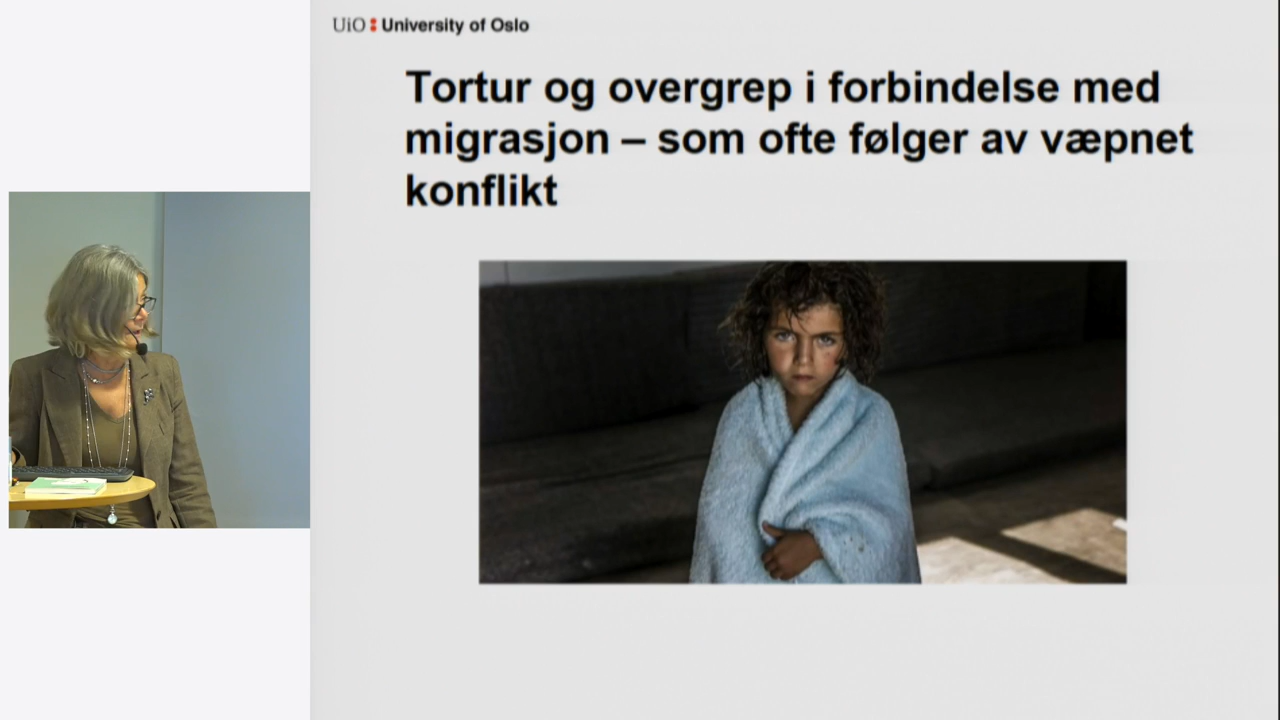 UiO University of Oslo
Tortur og overgrep i forbindelse med
migrasjon – som ofte følger av væpnet
konflikt